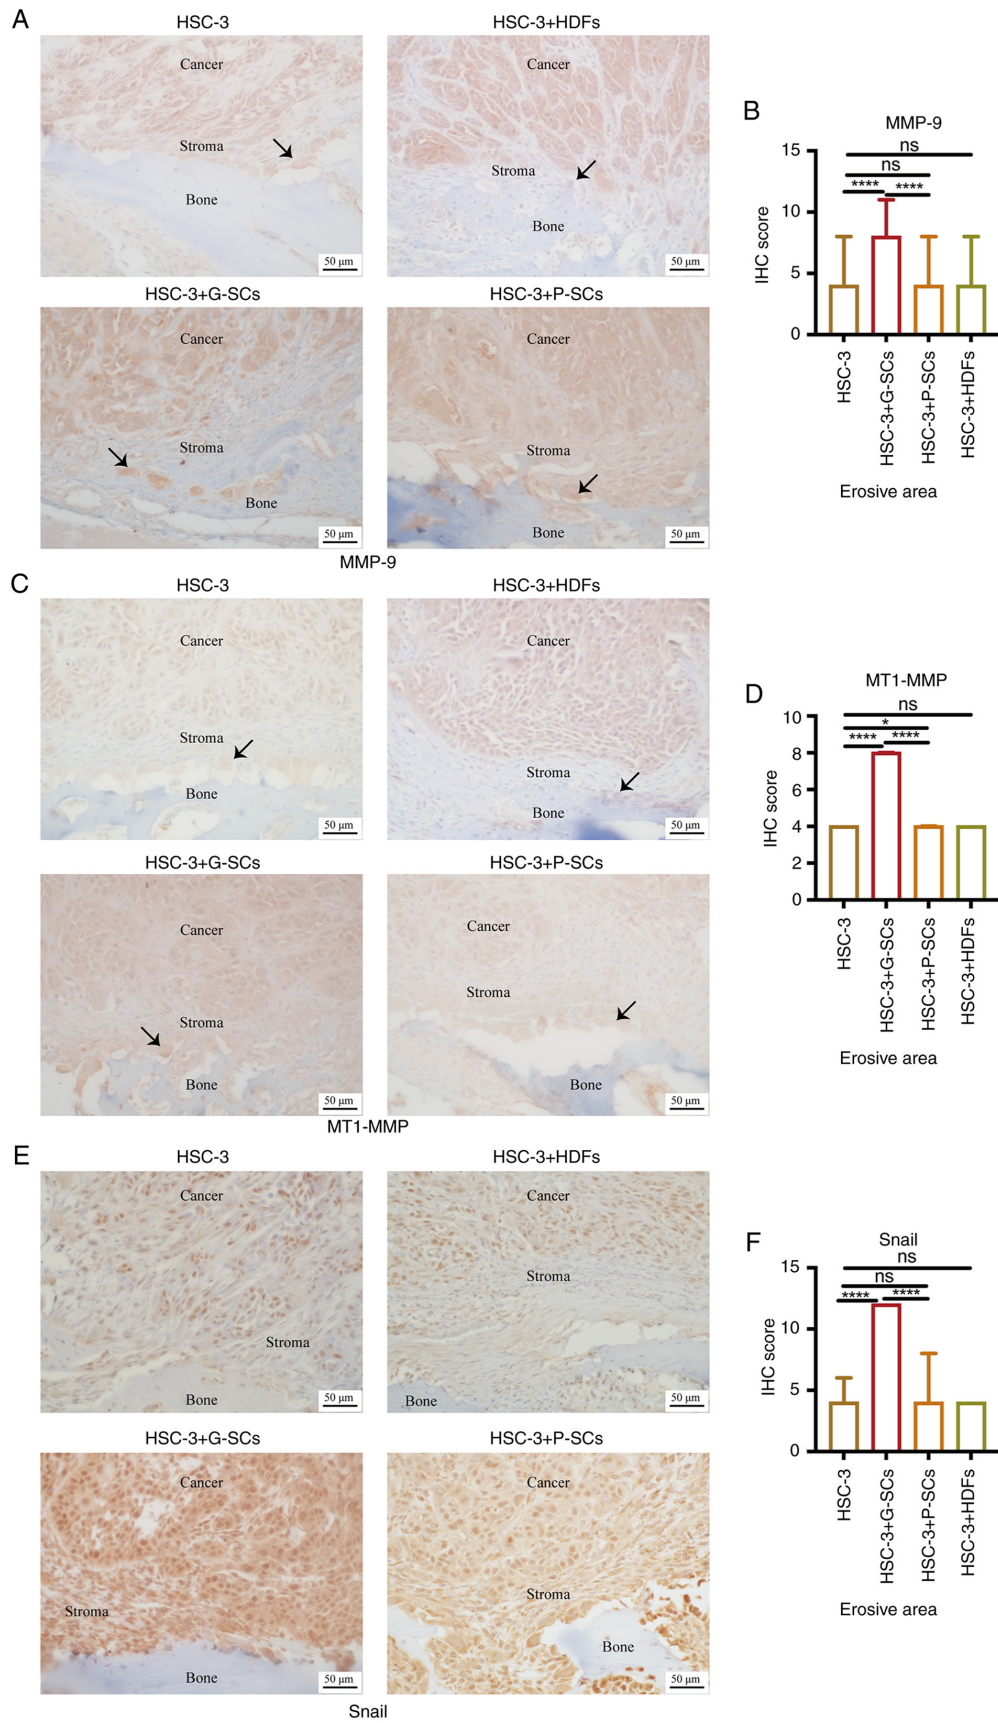 A
HSC-3
HSC-3+HDFs
Cancer
Stroma
Bone
50 μm
Cancer
Stroma
Bone
50 μm
HSC-3+G-SCs
HSC-3+P-SCs
Cancer
Stroma
Bone
50 μm
Cancer
Stroma
Bone
50 μm
MMP-9
B
MMP-9
ns
ns
**** ****
IHC score
15
10
5
0
HSC-3
HSC-3+G-SCs
HSC-3+P-SCs
HSC-3+HDFs
Erosive area
C
HSC-3
HSC-3+HDFs
Cancer
Stroma
Bone
50 μm
Cancer
Stroma
Bone
50 μm
HSC-3+G-SCs
HSC-3+P-SCs
Cancer
Stroma
Bone
50 μm
Cancer
Stroma
Bone
50 μm
MT1-MMP
D
MT1-MMP
ns
*
**** ****
IHC score
10
8
6
4
2
0
HSC-3
HSC-3+G-SCs
HSC-3+P-SCs
HSC-3+HDFs
Erosive area
E
HSC-3
HSC-3+HDFs
Cancer
Stroma
Bone
50 μm
Cancer
Stroma
Bone
50 μm
HSC-3+G-SCs
HSC-3+P-SCs
Cancer
Stroma
Bone
50 μm
Cancer
Stroma
Bone
50 μm
Snail
F
Snail
ns
ns
**** ****
IHC score
15
10
5
0
HSC-3
HSC-3+G-SCs
HSC-3+P-SCs
HSC-3+HDFs
Erosive area